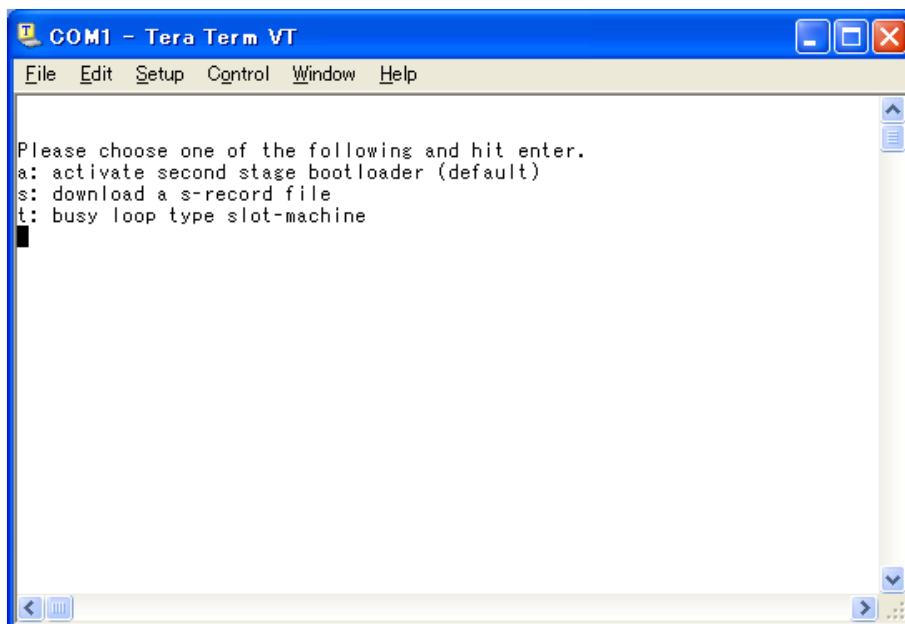 COM1 - Tera Term VT
File Edit Setup Control Window Help
Please choose one of the following and hit enter.
a: activate second stage bootloader (default)
s: download a s-record file
t: busy loop type slot-machine